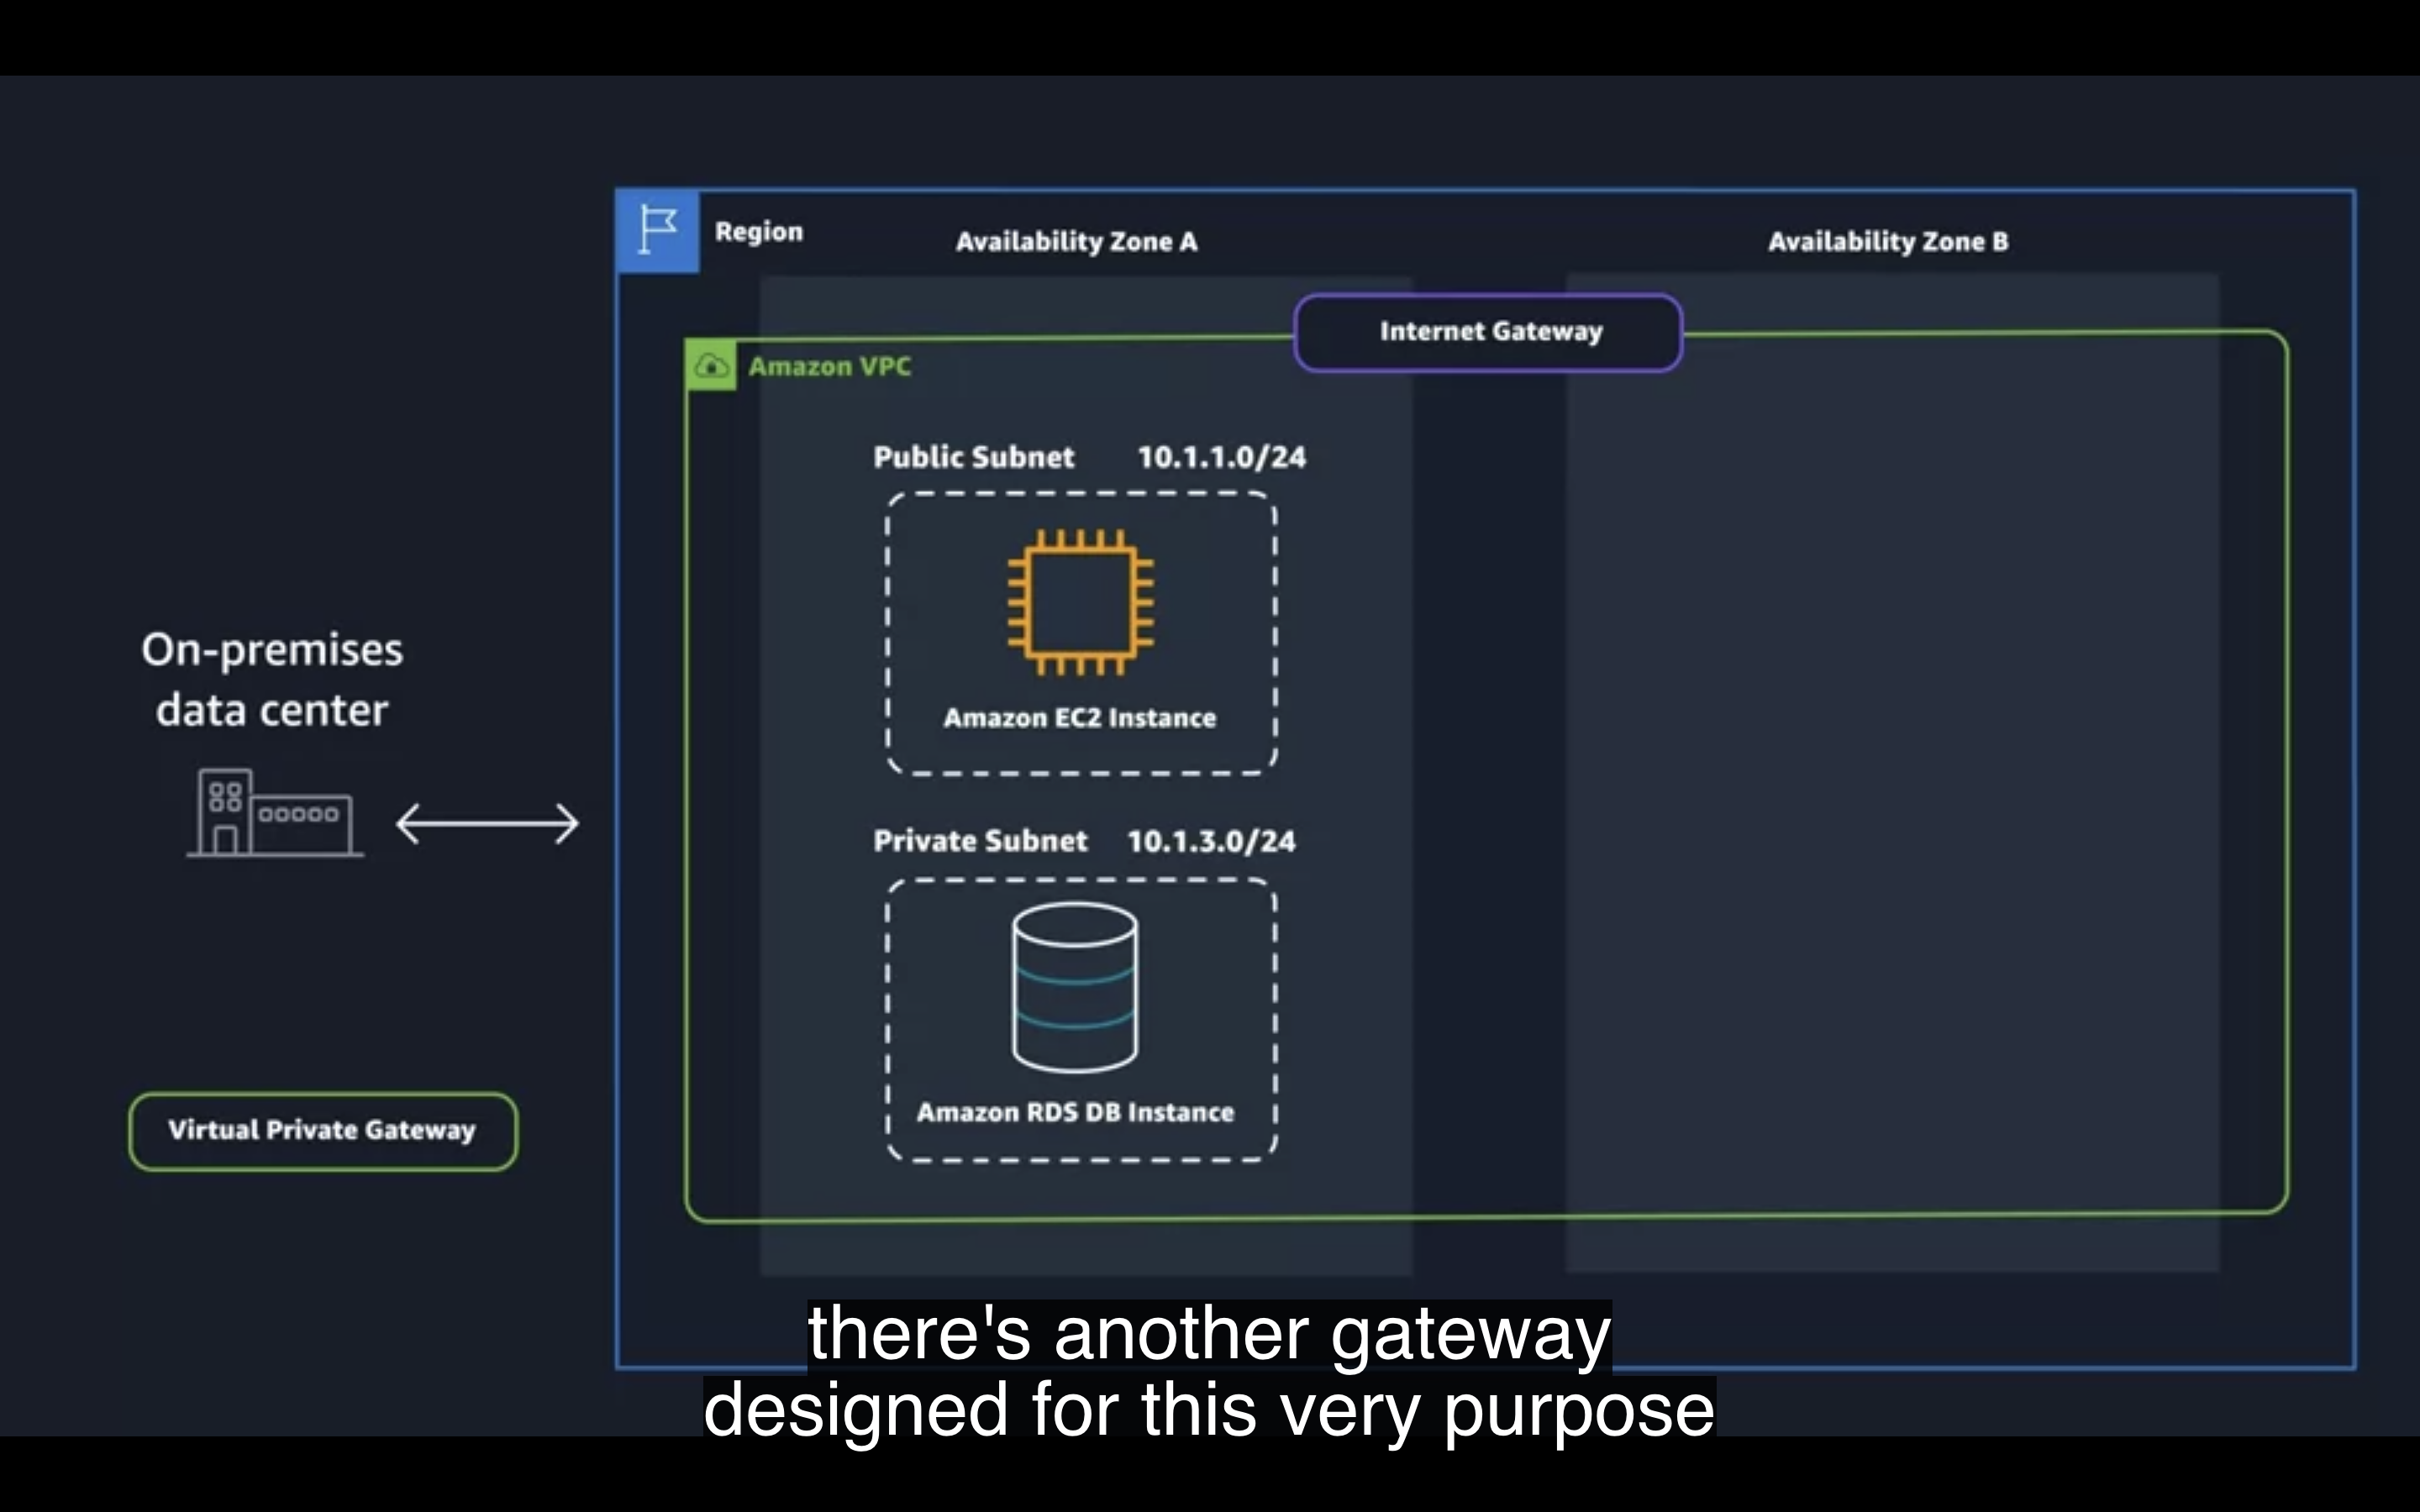 Region
Availability Zone A
Availability Zone B
Internet Gateway
Amazon VPC
Public Subnet 10.1.1.0/24
Amazon EC2 Instance
On-premises
data center
Private Subnet 10.1.3.0/24
Amazon RDS DB Instance
Virtual Private Gateway
there's another gateway
designed for this very purpose